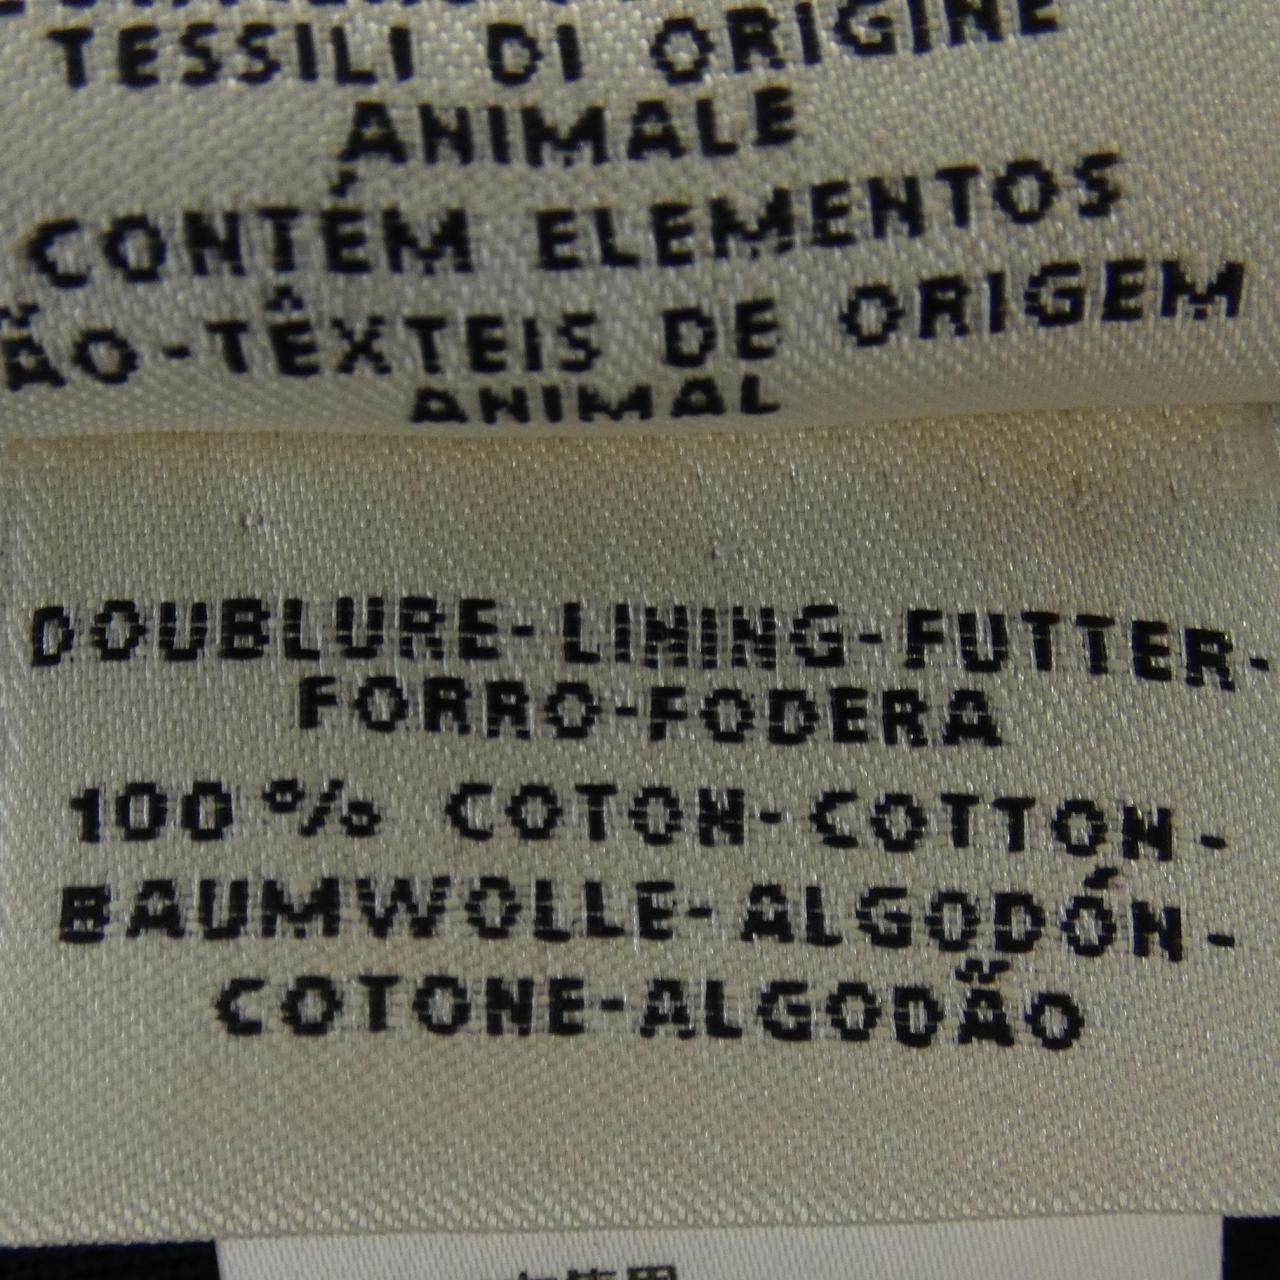 TESSILI DI ORIGINE
ANIMALE
CONTÉM ELEMENTOS
ÃO-TÊXTEIS DE ORIGEM
ANIMAL
DOUBLURE-LINING-FUTTER-
FORRO-FODERA
100% COTON-COTTON-
BAUMWOLLE-ALGODÓN-
COTONE-ALGODÃO